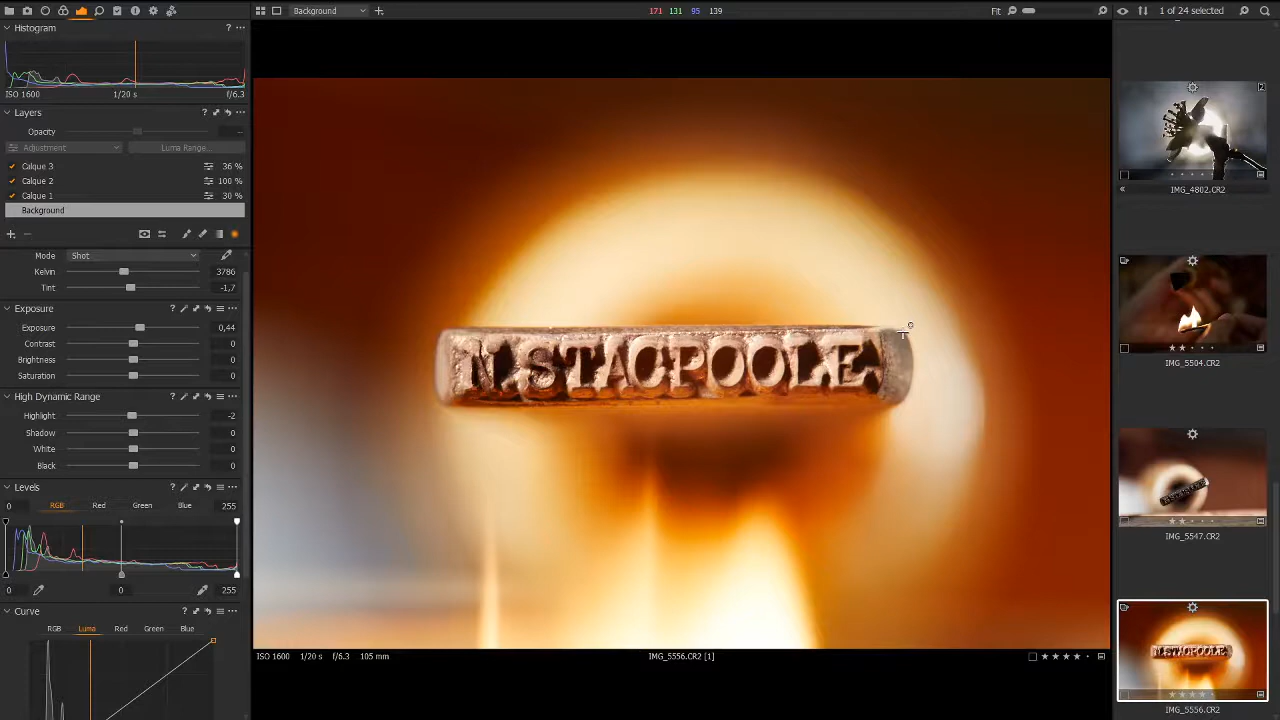 Background
171 131 95 139
Fit
1 of 24 selected
Histogram
?
ISO 1600 1/20 s f/6.3
Layers
?
Opacity --
Adjustment
Luma Range...
Calque 3 36 %
Calque 2 100 %
Calque 1 30 %
Background
Mode Shot
Kelvin 3786
Tint -1,7
Exposure
?
Exposure 0,44
Contrast 0
Brightness 0
Saturation 0
High Dynamic Range
?
Highlight -2
Shadow 0
White 0
Black 0
Levels
?
0 RGB Red Green Blue 255
0 0 255
Curve
?
RGB Luma Red Green Blue
N.STACPOOLE.
ISO 1600 1/20 s f/6.3 105 mm
IMG_5556.CR2 [1]
2
IMG_4802.CR2
IMG_5504.CR2
IMG_5547.CR2
N.STACPOOLE.
IMG_5556.CR2